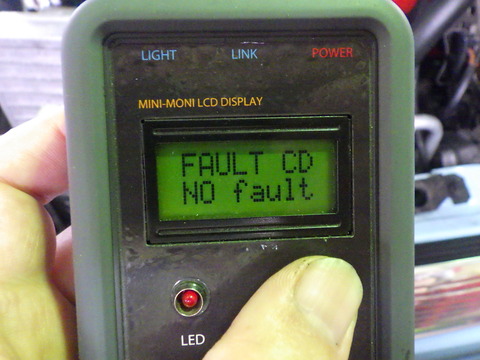 LIGHT LINK POWER
MINI-MONI LCD DISPLAY
FAULT CD
NO fault
LED